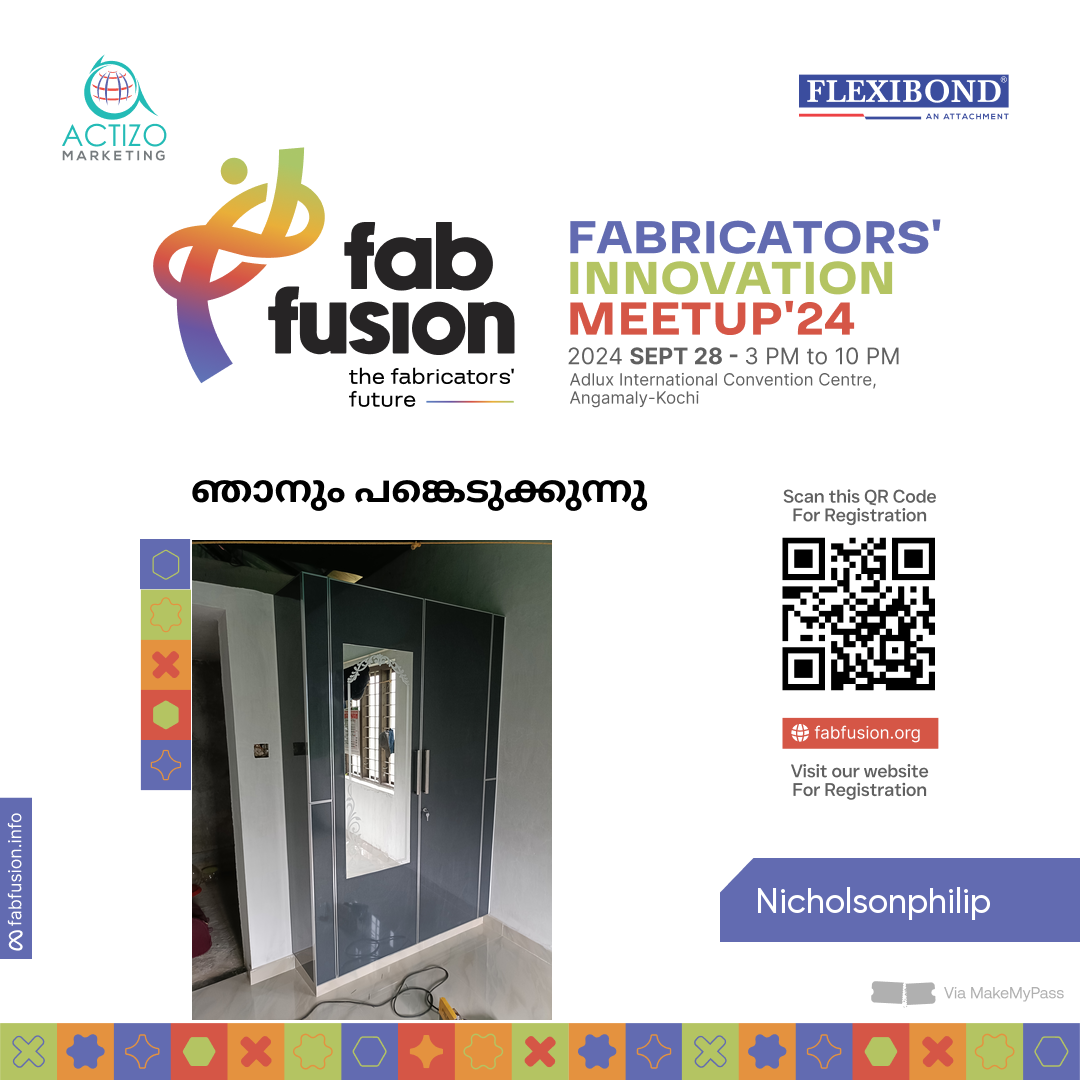 ACTIZO
MARKETING
FLEXIBOND®
AN ATTACHMENT
fab
fusion
the fabricators'
future
FABRICATORS'
INNOVATION
MEETUP'24
2024 SEPT 28 - 3 PM to 10 PM
Adlux International Convention Centre,
Angamaly-Kochi
ഞാനും പങ്കെടുക്കുന്നു
Scan this QR Code
For Registration
fabfusion.org
Visit our website
For Registration
fabfusion.info
Nicholsonphilip
Via MakeMyPass